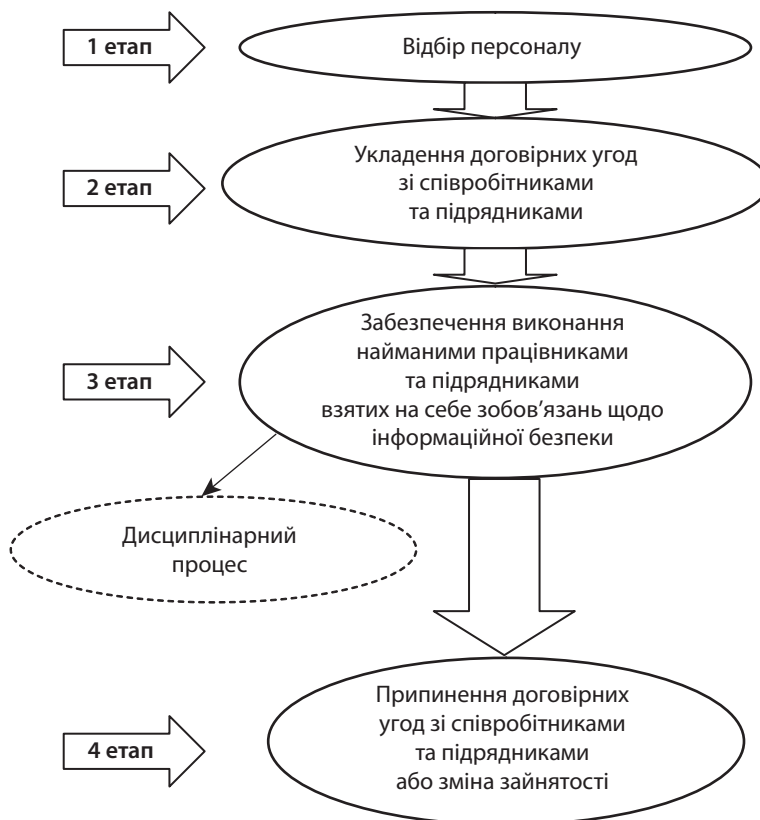 1 етап
Відбір персоналу
2 етап
Укладення договірних угод
зі співробітниками
та підрядниками
3 етап
Забезпечення виконання
найманими працівниками
та підрядниками
взятих на себе зобов’язань щодо
інформаційної безпеки
Дисциплінарний
процес
4 етап
Припинення договірних
угод зі співробітниками
та підрядниками
або зміна зайнятості